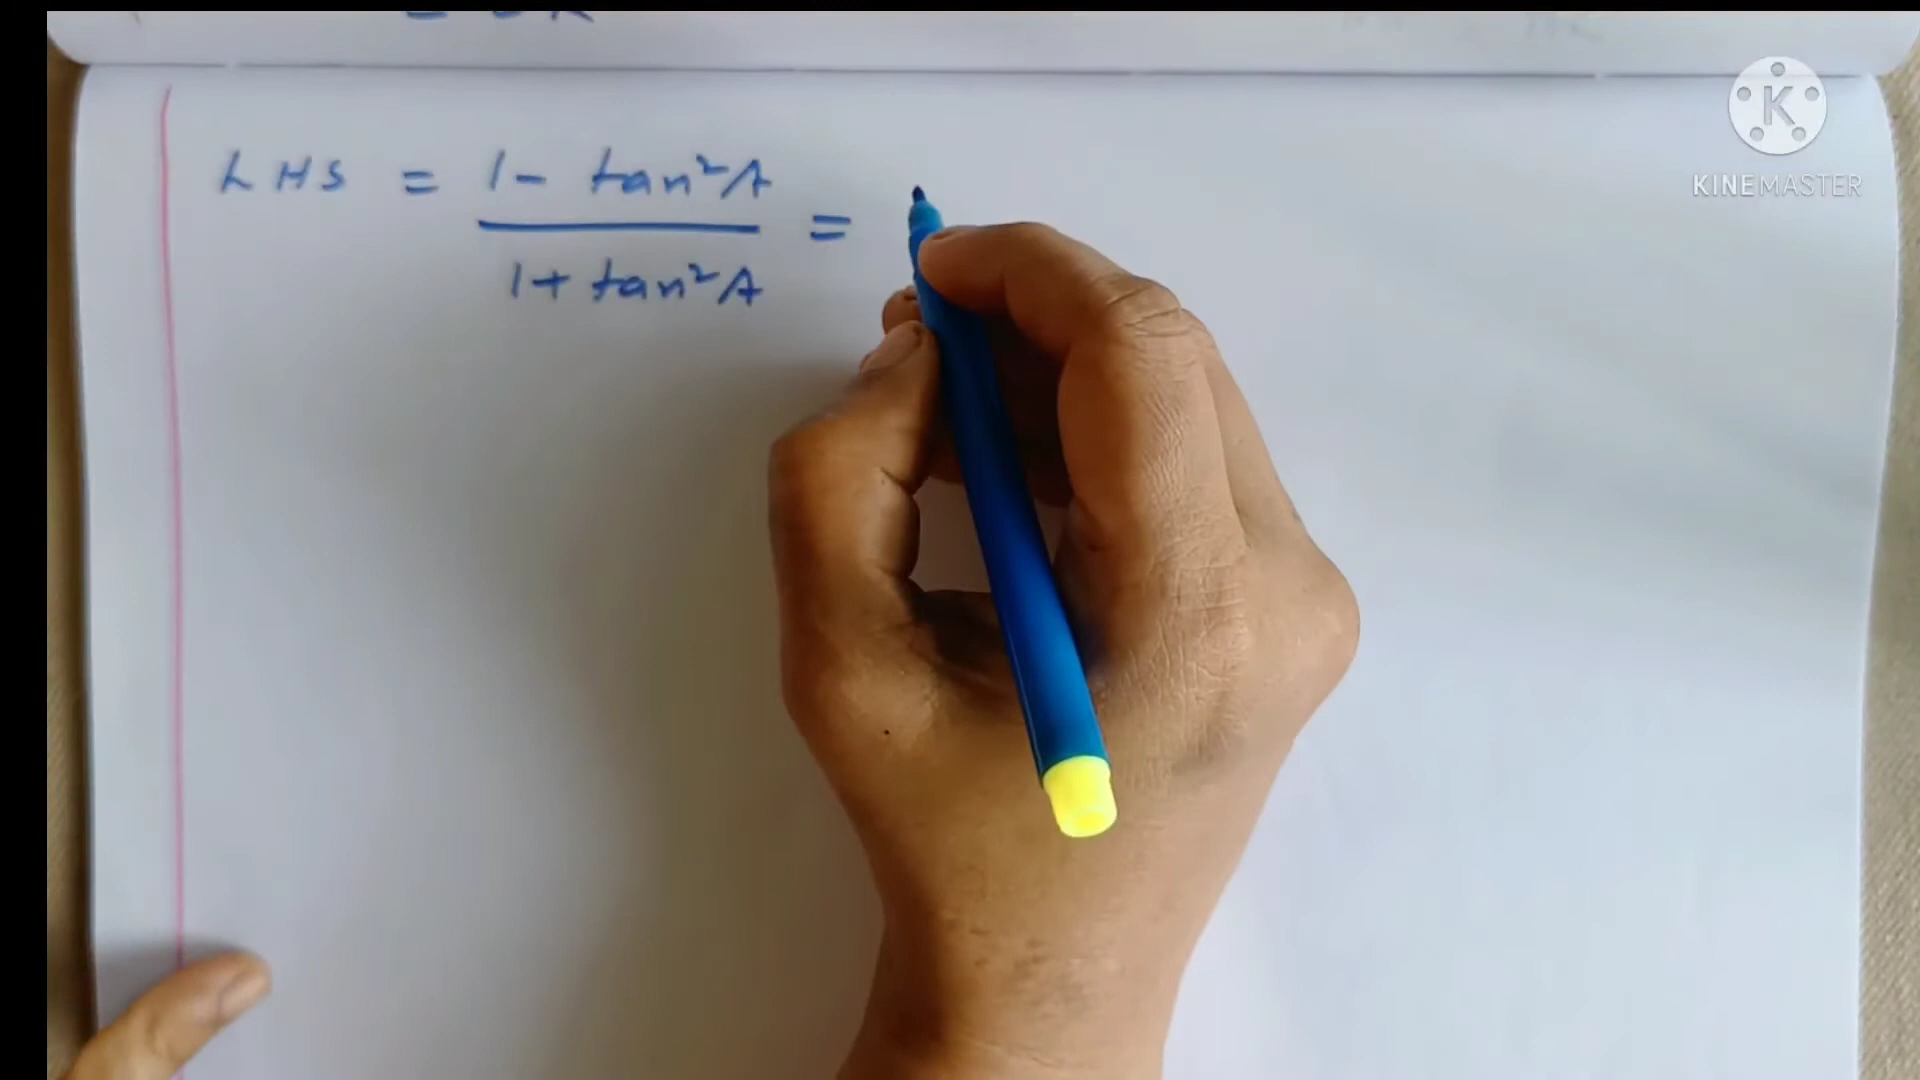 LHS = 1 - tan²A =
1 + tan²A
KINEMASTER